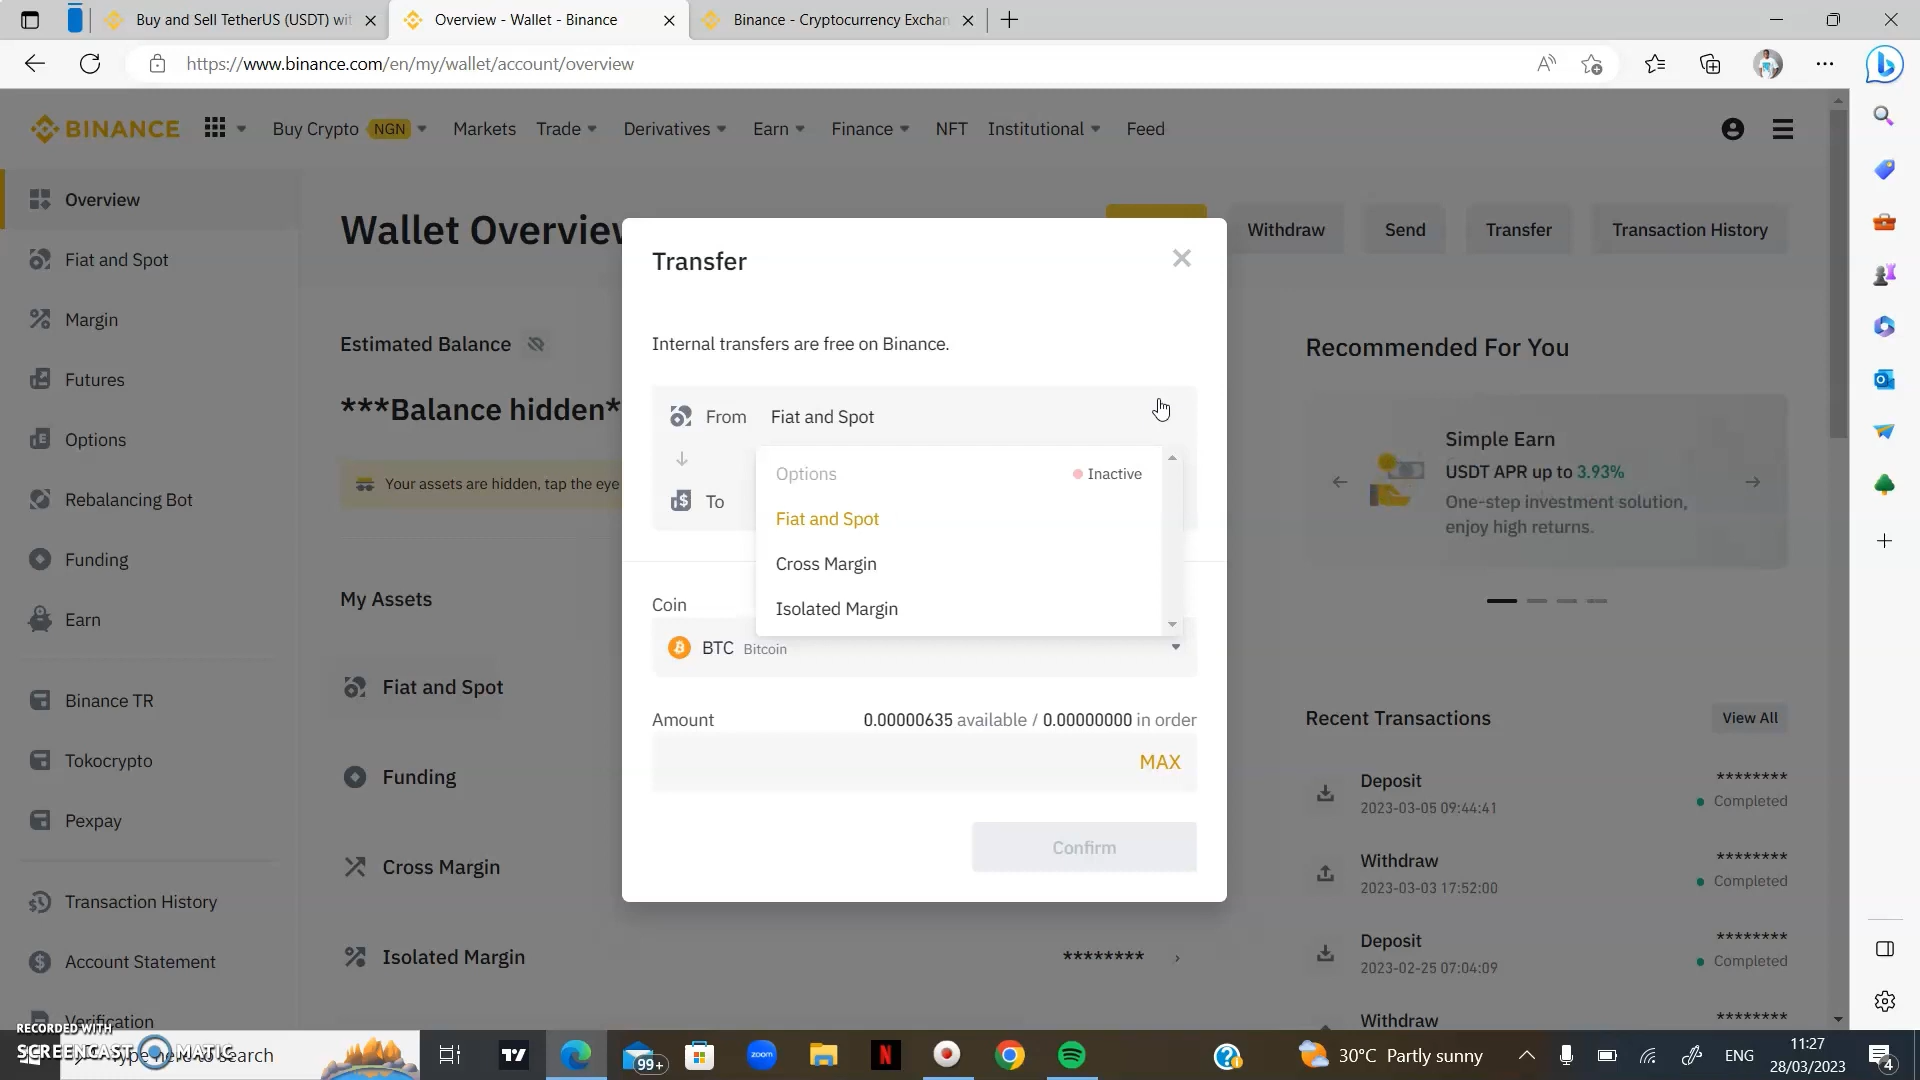 Buy and Sell TetherUS (USDT) wit
Overview - Wallet - Binance
Binance - Cryptocurrency Exchan
https://www.binance.com/en/my/wallet/account/overview
BINANCE
Buy Crypto NGN
Markets
Trade
Derivatives
Earn
Finance
NFT
Institutional
Feed
Overview
Fiat and Spot
Margin
Futures
Options
Rebalancing Bot
Funding
Earn
Binance TR
Tokocrypto
Pexpay
Transaction History
Account Statement
Verification
Wallet Overview
Withdraw
Send
Transfer
Transaction History
Estimated Balance
***Balance hidden*
Your assets are hidden, tap the eye
My Assets
Fiat and Spot
Funding
Cross Margin
Isolated Margin
********
Transfer
Internal transfers are free on Binance.
From Fiat and Spot
To
Options Inactive
Fiat and Spot
Cross Margin
Isolated Margin
Coin
BTC Bitcoin
Amount 0.00000635 available / 0.00000000 in order
MAX
Confirm
Recommended For You
Simple Earn
USDT APR up to 3.93%
One-step investment solution,
enjoy high returns.
Recent Transactions View All
Deposit ********
2023-03-05 09:44:41 Completed
Withdraw ********
2023-03-03 17:52:00 Completed
Deposit ********
2023-02-25 07:04:09 Completed
Withdraw ********
RECORDED WITH
SCREENCAST MATIC
Type here to search
99+
zoom
N
30°C Partly sunny
ENG
11:27
28/03/2023
4